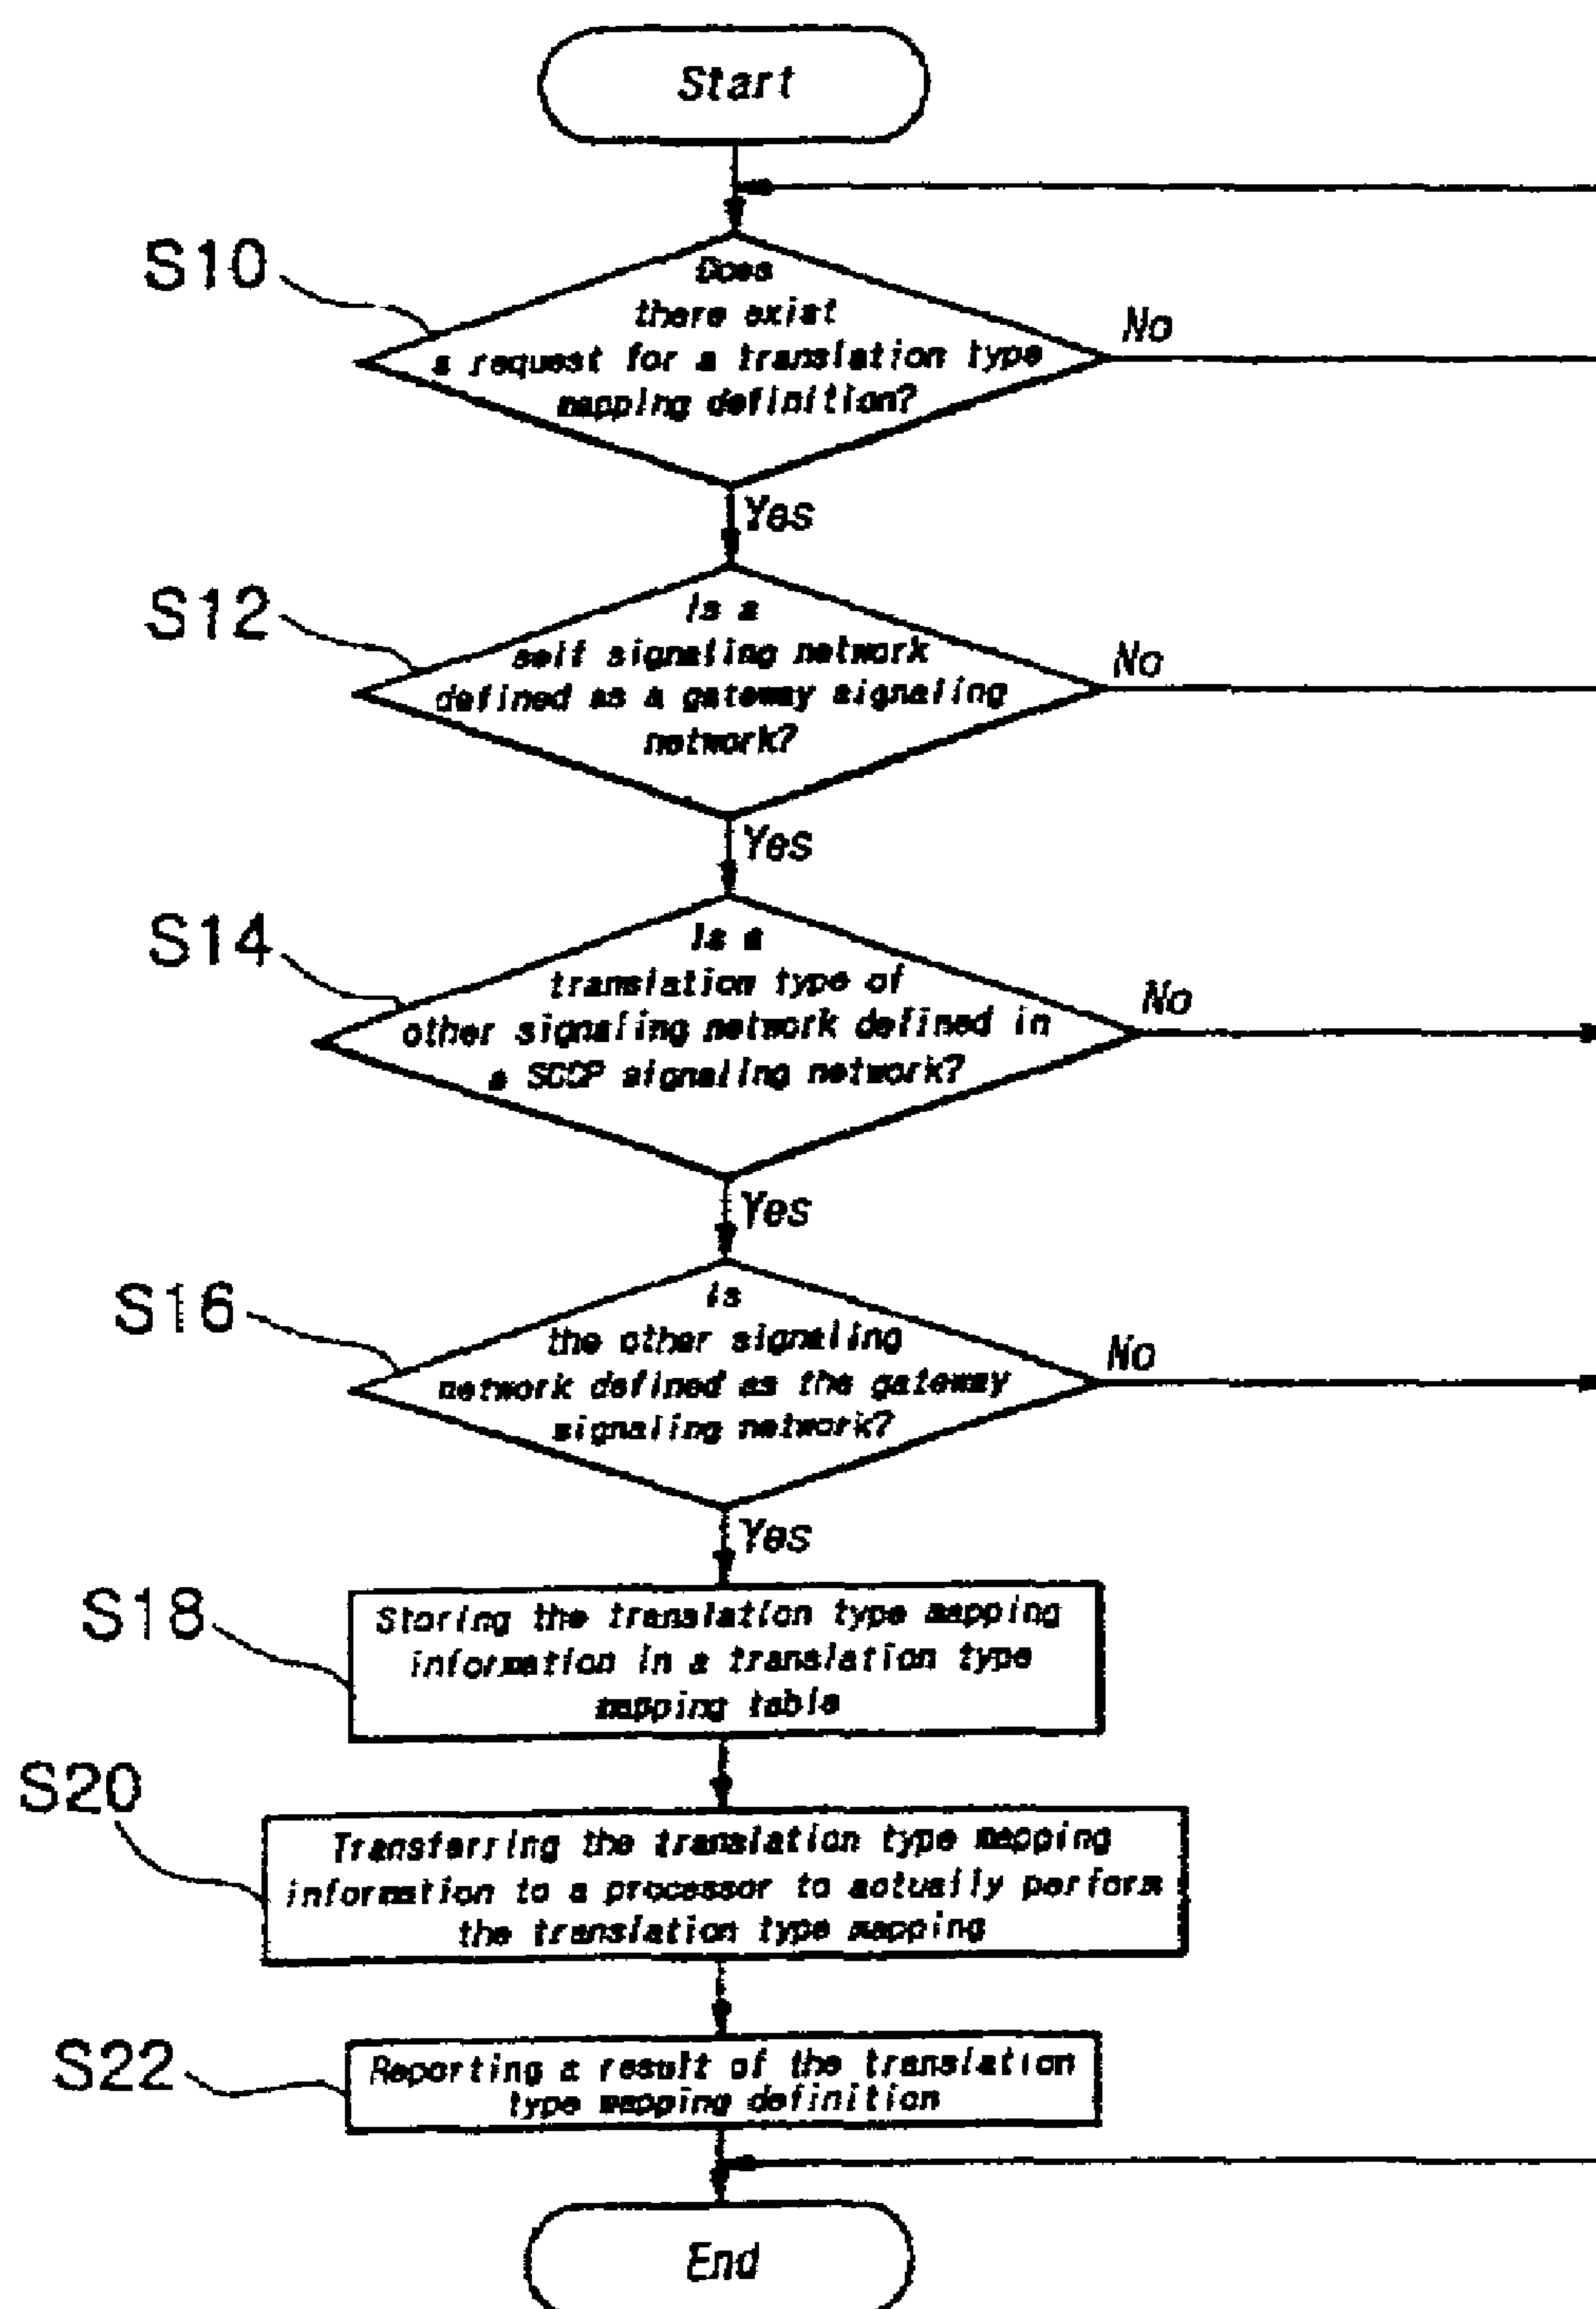 Start
S10
Does
there exist
a request for a translation type
mapping definition?
No
Yes
S12
Is a
self signaling network
defined as a gateway signaling
network?
No
Yes
S14
Is a
translation type of
other signaling network defined in
a SCCP signaling network?
No
Yes
S16
Is
the other signaling
network defined as the gateway
signaling network?
No
Yes
S18
Storing the translation type mapping
information in a translation type
mapping table
S20
Transferring the translation type mapping
information to a processor to actually perform
the translation type mapping
S22
Reporting a result of the translation
type mapping definition
End